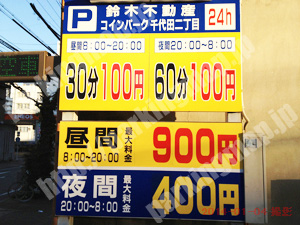 P 鈴木不動産
コインパーク千代田二丁目 24h
昼間8:00~20:00 夜間20:00~8:00
30分100円 60分100円
昼間 最大料金 900円
8:00~20:00
夜間 最大料金 400円
20:00~8:00